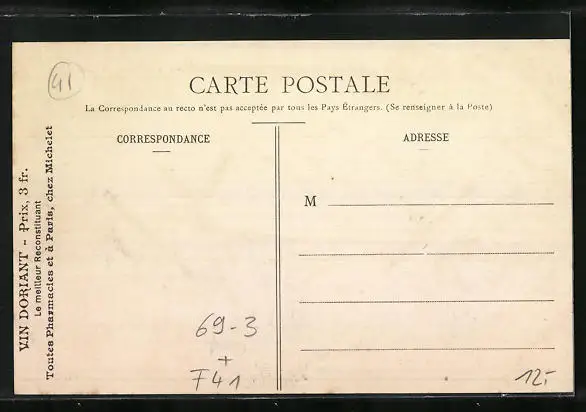 41
CARTE POSTALE
La Correspondance au recto n'est pas acceptée par tous les Pays Étrangers. (Se renseigner à la Poste)
CORRESPONDANCE
ADRESSE
M
VIN DORIANT - Prix, 3 fr.
Le meilleur Reconstituant
Toutes Pharmacies et à Paris, chez Michelet
69-3
+
F41
12.-